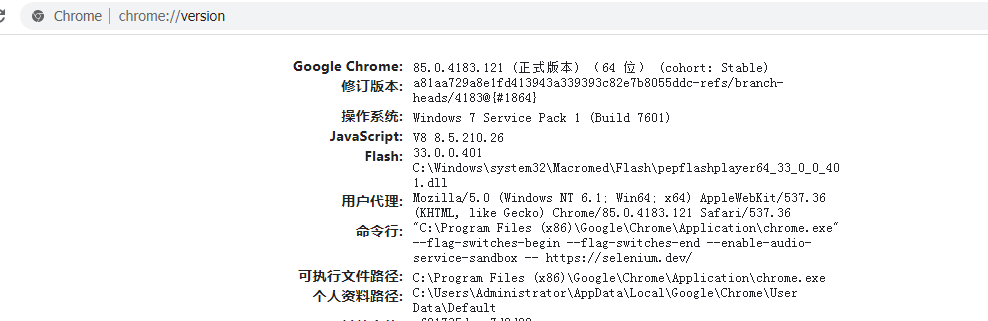 Chrome | chrome://version
Google Chrome: 85.0.4183.121 (正式版本) (64 位) (cohort: Stable)
修订版本: a81aa729a8e1fd413943a339393c82e7b8055ddc-refs/branch-
heads/4183@{#1864}
操作系统: Windows 7 Service Pack 1 (Build 7601)
JavaScript: V8 8.5.210.26
Flash: 33.0.0.401
C:\Windows\system32\Macromed\Flash\pepflashplayer64_33_0_0_40
1.dll
用户代理: Mozilla/5.0 (Windows NT 6.1; Win64; x64) AppleWebKit/537.36
(KHTML, like Gecko) Chrome/85.0.4183.121 Safari/537.36
命令行: "C:\Program Files (x86)\Google\Chrome\Application\chrome.exe"
--flag-switches-begin --flag-switches-end --enable-audio-
service-sandbox -- https://selenium.dev/
可执行文件路径: C:\Program Files (x86)\Google\Chrome\Application\chrome.exe
个人资料路径: C:\Users\Administrator\AppData\Local\Google\Chrome\User
Data\Default